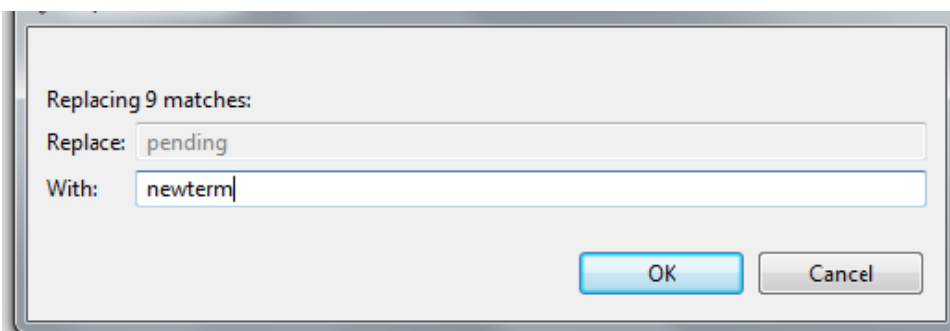 Replacing 9 matches:
Replace: pending
With: newterm
OK Cancel